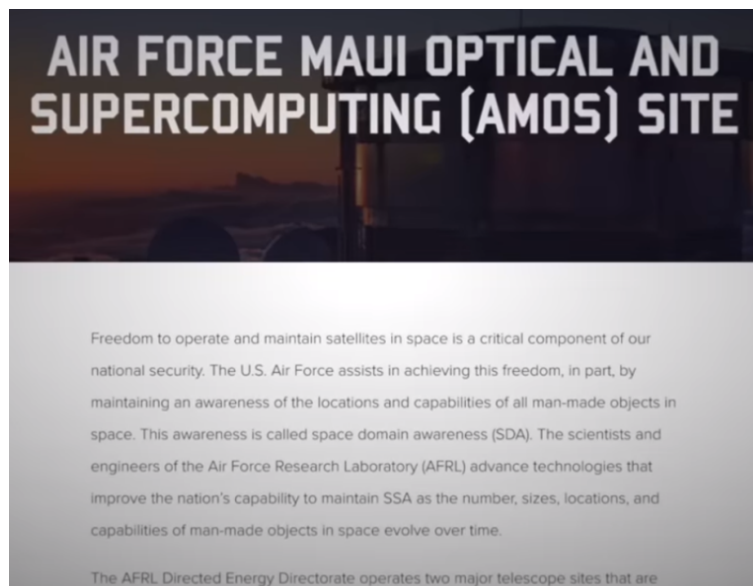 AIR FORCE MAUI OPTICAL AND
SUPERCOMPUTING (AMOS) SITE
Freedom to operate and maintain satellites in space is a critical component of our
national security. The U.S. Air Force assists in achieving this freedom, in part, by
maintaining an awareness of the locations and capabilities of all man-made objects in
space. This awareness is called space domain awareness (SDA). The scientists and
engineers of the Air Force Research Laboratory (AFRL) advance technologies that
improve the nation's capability to maintain SSA as the number, sizes, locations, and
capabilities of man-made objects in space evolve over time.
The AFRL Directed Energy Directorate operates two major telescope sites that are